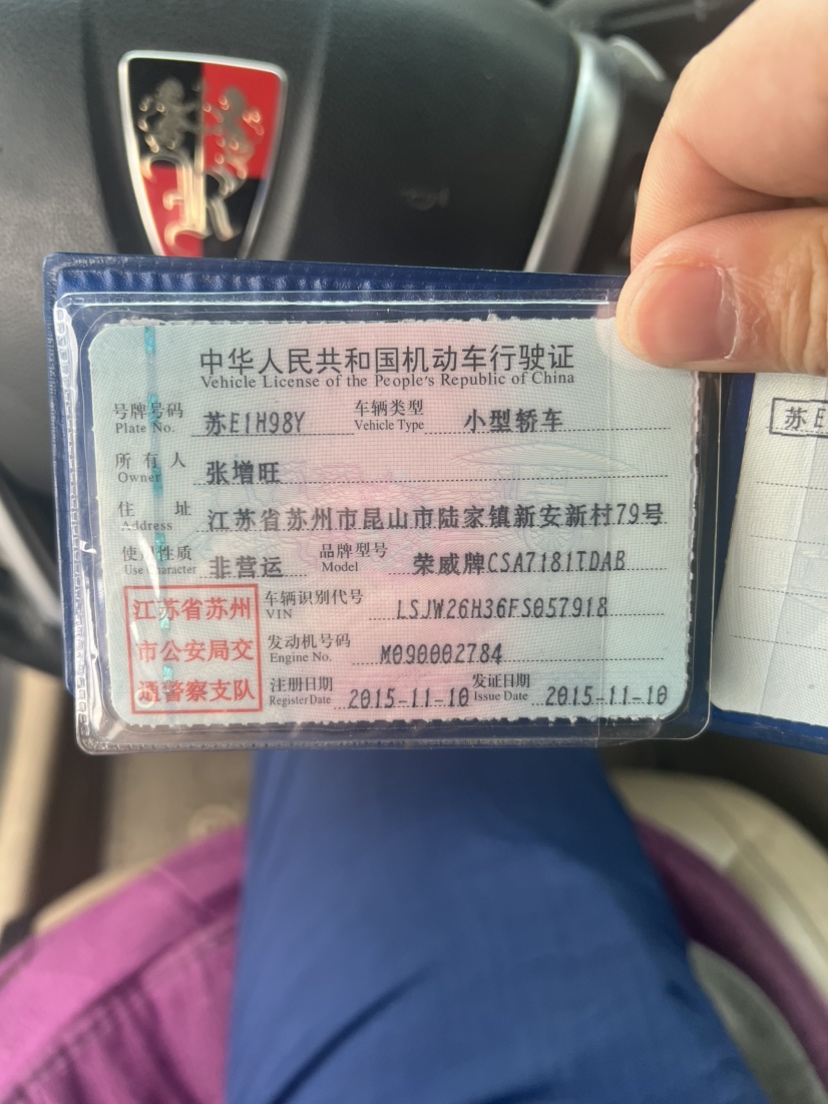 中华人民共和国机动车行驶证
Vehicle License of the People's Republic of China
号牌号码 苏E1H98Y 车辆类型 小型轿车
Plate No. Vehicle Type
所有人 张增旺
Owner
住址 江苏省苏州市昆山市陆家镇新安新村79号
Address
使用性质 非营运 品牌型号 荣威牌CSA7181TDAB
Use Character Model
江苏省苏州
市公安局交
通警察支队
车辆识别代号 LSJW26H36FS057918
VIN
发动机号码 M090002784
Engine No.
注册日期 2015-11-10 发证日期 2015-11-10
Register Date Issue Date
苏E
R